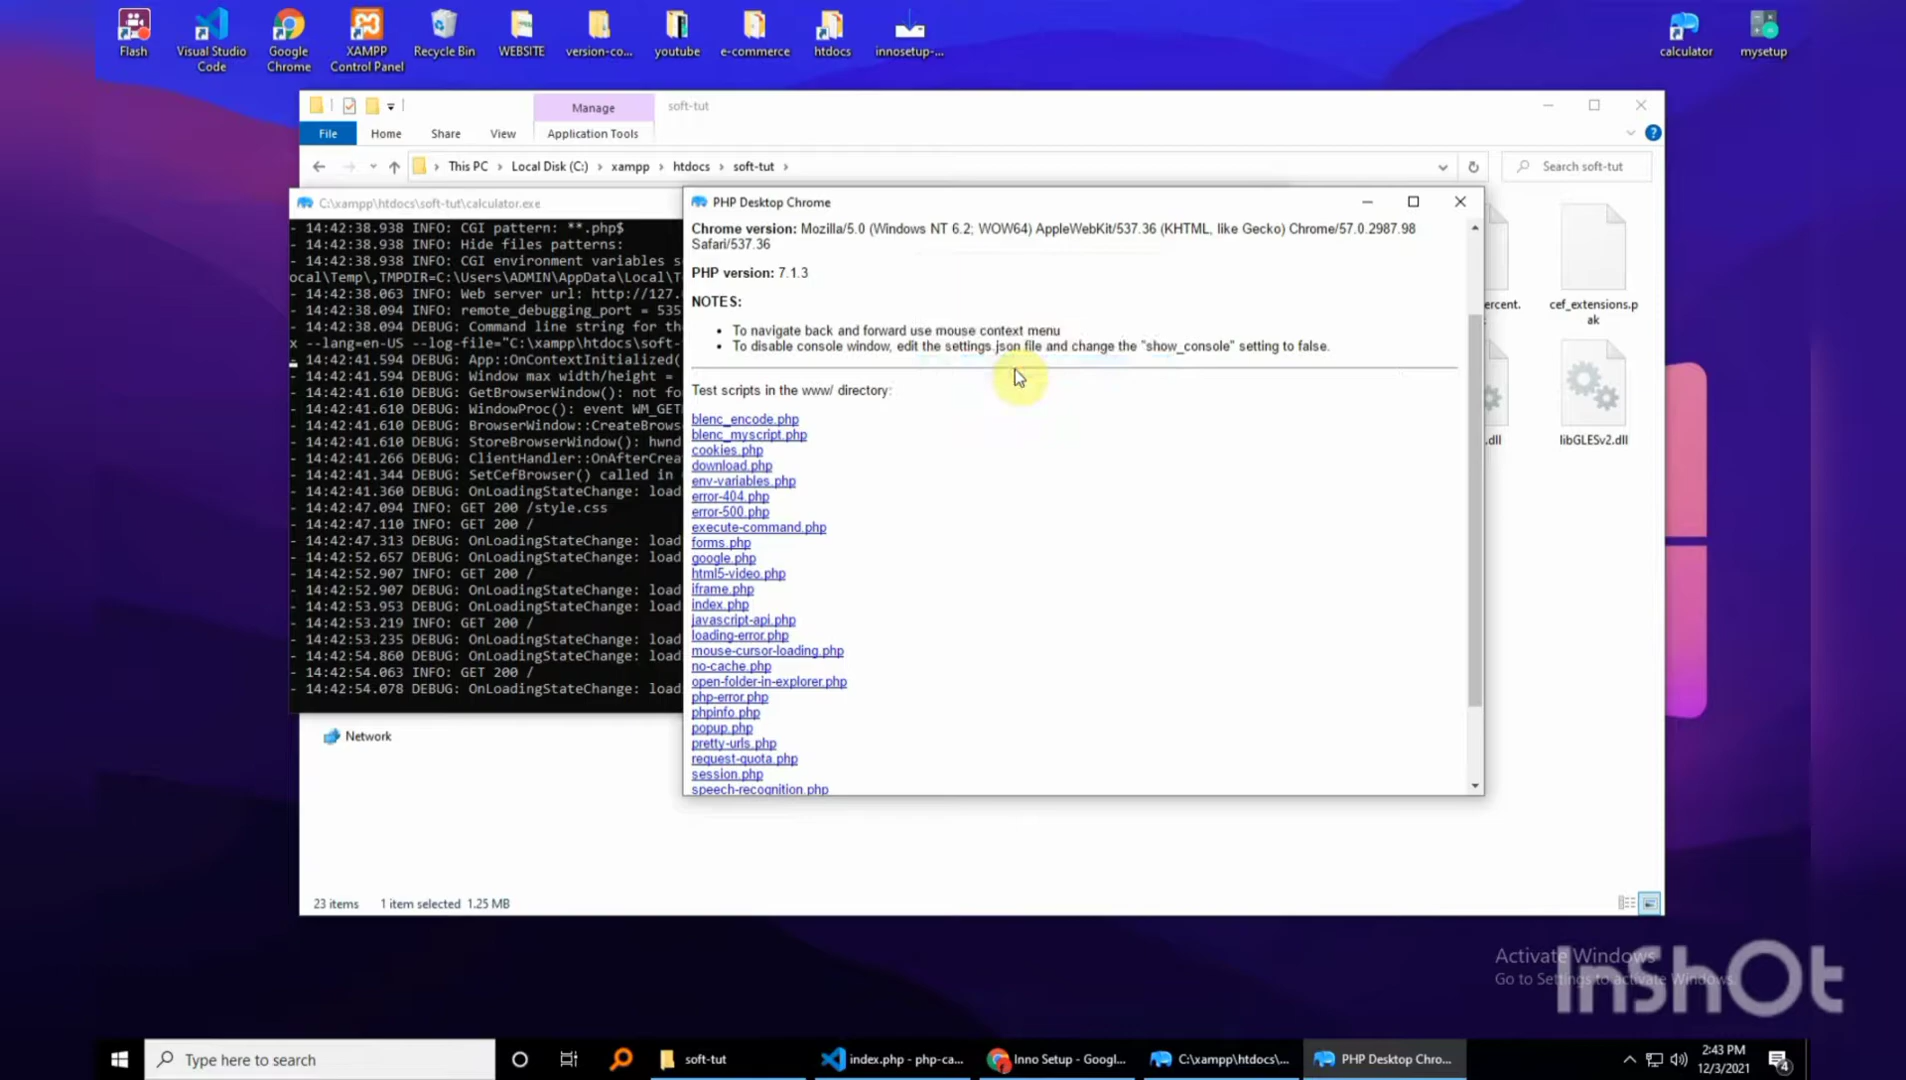 Flash
Visual Studio
Code
Google
Chrome
XAMPP
Control Panel
Recycle Bin
WEBSITE
version-co...
youtube
e-commerce
htdocs
innosetup-...
calculator
mysetup
Manage
soft-tut
File
Home
Share
View
Application Tools
This PC > Local Disk (C:) > xampp > htdocs > soft-tut >
Search soft-tut
C:\xampp\htdocs\soft-tut\calculator.exe
- 14:42:38.938 INFO: CGI pattern: **.php$
- 14:42:38.938 INFO: Hide files patterns:
- 14:42:38.938 INFO: CGI environment variables s
ocal\Temp\,TMPDIR=C:\Users\ADMIN\AppData\Local\T
- 14:42:38.063 INFO: Web server url: http://127.
- 14:42:38.094 INFO: remote_debugging_port = 535
- 14:42:38.094 DEBUG: Command line string for the
x --lang=en-US --log-file="C:\xampp\htdocs\soft-
- 14:42:41.594 DEBUG: App::OnContextInitialized(
- 14:42:41.594 DEBUG: Window max width/height =
- 14:42:41.610 DEBUG: GetBrowserWindow(): not fo
- 14:42:41.610 DEBUG: WindowProc(): event WM_GET
- 14:42:41.610 DEBUG: BrowserWindow::CreateBrows
- 14:42:41.610 DEBUG: StoreBrowserWindow(): hwnd
- 14:42:41.266 DEBUG: ClientHandler::OnAfterCrea
- 14:42:41.344 DEBUG: SetCefBrowser() called in
- 14:42:41.360 DEBUG: OnLoadingStateChange: load
- 14:42:47.094 INFO: GET 200 /style.css
- 14:42:47.110 INFO: GET 200 /
- 14:42:47.313 DEBUG: OnLoadingStateChange: load
- 14:42:52.657 DEBUG: OnLoadingStateChange: load
- 14:42:52.907 INFO: GET 200 /
- 14:42:52.907 DEBUG: OnLoadingStateChange: load
- 14:42:53.953 DEBUG: OnLoadingStateChange: load
- 14:42:53.219 INFO: GET 200 /
- 14:42:53.235 DEBUG: OnLoadingStateChange: load
- 14:42:54.860 DEBUG: OnLoadingStateChange: load
- 14:42:54.063 INFO: GET 200 /
- 14:42:54.078 DEBUG: OnLoadingStateChange: load
PHP Desktop Chrome
Chrome version: Mozilla/5.0 (Windows NT 6.2; WOW64) AppleWebKit/537.36 (KHTML, like Gecko) Chrome/57.0.2987.98
Safari/537.36
PHP version: 7.1.3
NOTES:
• To navigate back and forward use mouse context menu
• To disable console window, edit the settings.json file and change the "show_console" setting to false.
Test scripts in the www/ directory:
blenc_encode.php
blenc_myscript.php
cookies.php
download.php
env-variables.php
error-404.php
error-500.php
execute-command.php
forms.php
google.php
html5-video.php
iframe.php
index.php
javascript-api.php
loading-error.php
mouse-cursor-loading.php
no-cache.php
open-folder-in-explorer.php
php-error.php
phpinfo.php
popup.php
pretty-urls.php
request-quota.php
session.php
speech-recognition.php
ercent.
cef_extensions.p
ak
.dll
libGLESv2.dll
Network
23 items
1 item selected 1.25 MB
Activate Windows
Go to Settings to activate Windows.
InShOt
Type here to search
soft-tut
index.php - php-ca...
Inno Setup - Googl...
C:\xampp\htdocs\...
PHP Desktop Chro...
2:43 PM
12/3/2021
4